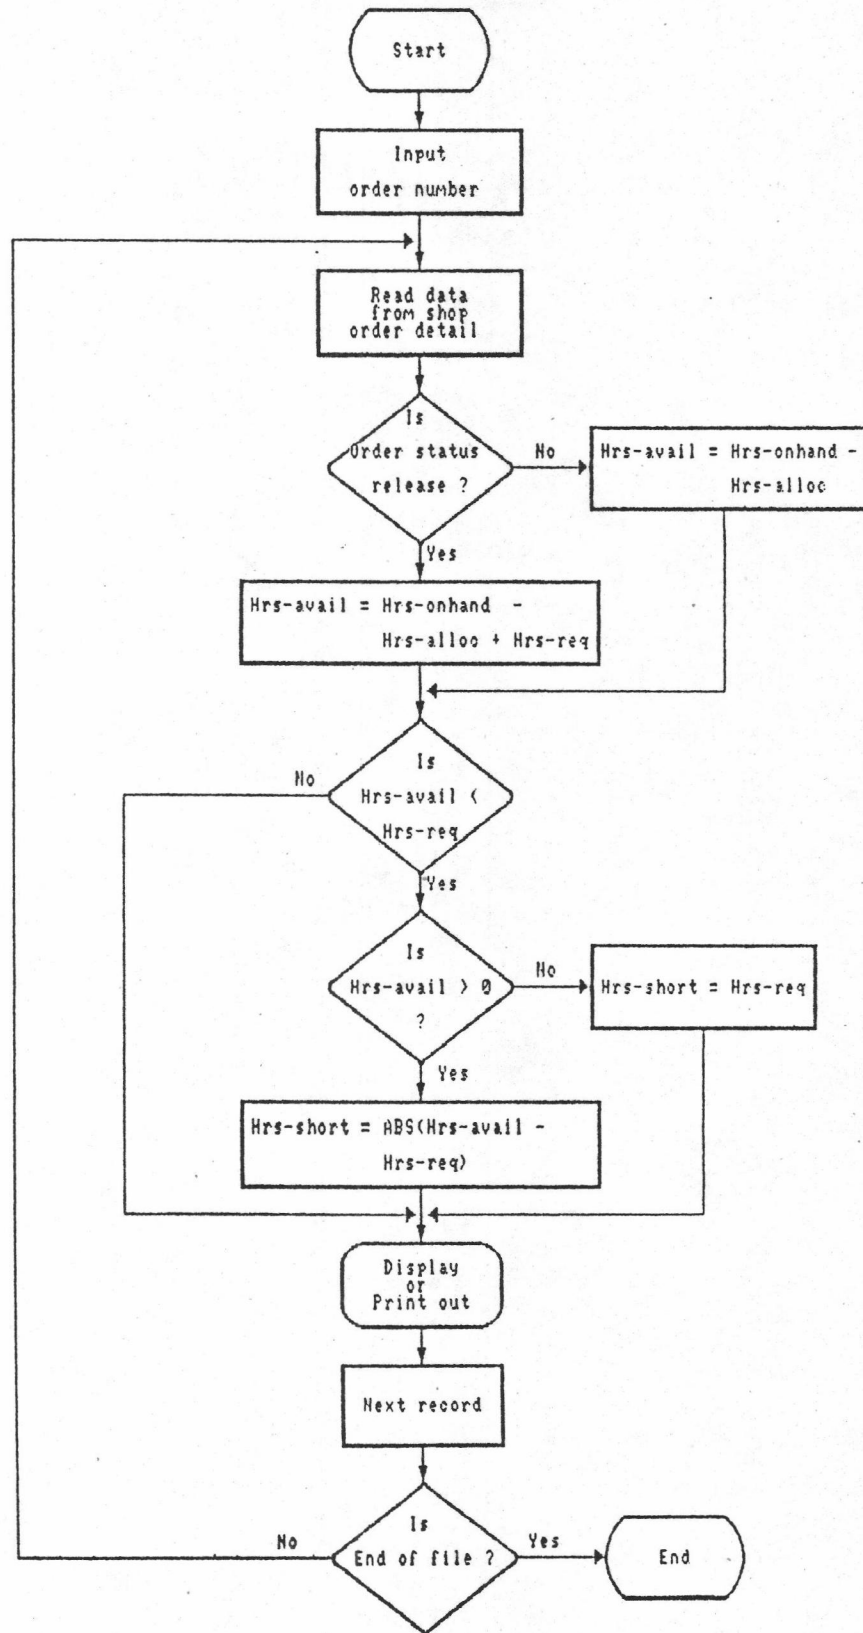 Start
Input
order number
Read data
from shop
order detail
Is
Order status
release ?
No
Hrs-avail = Hrs-onhand -
Hrs-alloc
Yes
Hrs-avail = Hrs-onhand -
Hrs-alloc + Hrs-req
Is
Hrs-avail <
Hrs-req
No
Yes
Is
Hrs-avail > 0
?
No
Hrs-short = Hrs-req
Yes
Hrs-short = ABS(Hrs-avail -
Hrs-req)
Display
or
Print out
Next record
Is
End of file ?
No
Yes
End